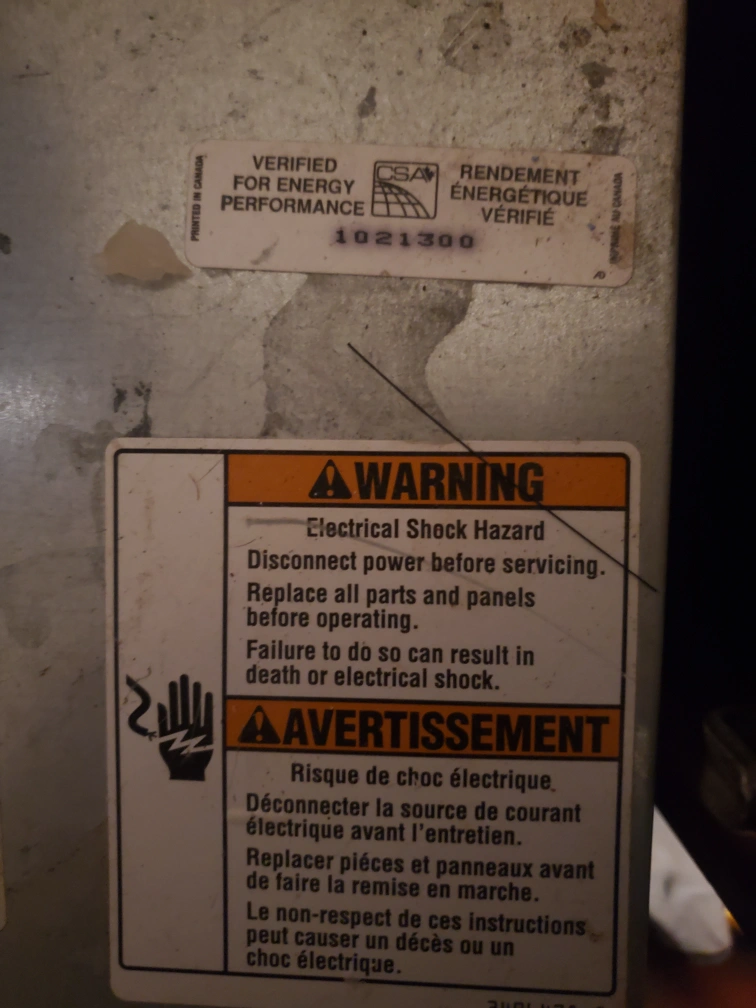 PRINTED IN CANADA
VERIFIED
FOR ENERGY
PERFORMANCE
CSA
RENDEMENT
ÉNERGÉTIQUE
VÉRIFIÉ
IMPRIMÉ AU CANADA
1021300
WARNING
Electrical Shock Hazard
Disconnect power before servicing.
Replace all parts and panels
before operating.
Failure to do so can result in
death or electrical shock.
AVERTISSEMENT
Risque de choc électrique.
Déconnecter la source de courant
électrique avant l'entretien.
Replacer piéces et panneaux avant
de faire la remise en marche.
Le non-respect de ces instructions
peut causer un décès ou un
choc électrique.